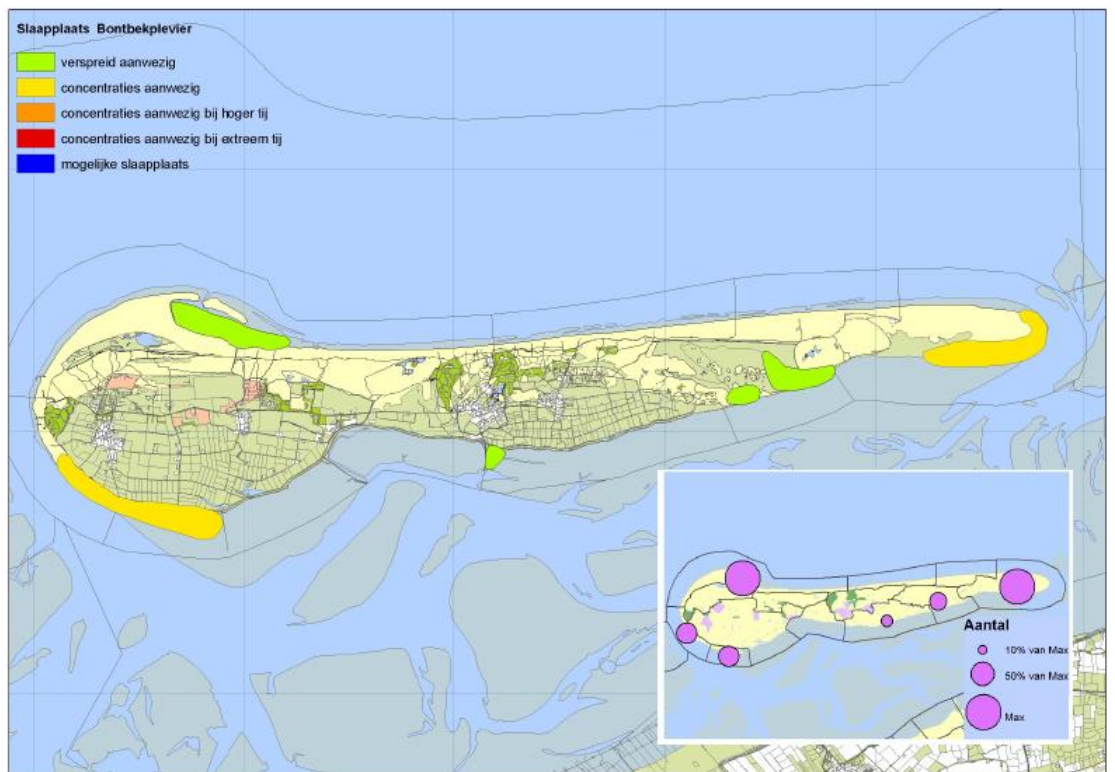 Slaapplaats Bontbekplevier
verspreid aanwezig
concentraties aanwezig
concentraties aanwezig bij hoger tij
concentraties aanwezig bij extreem tij
mogelijke slaapplaats
Aantal
10% van Max
50% van Max
Max